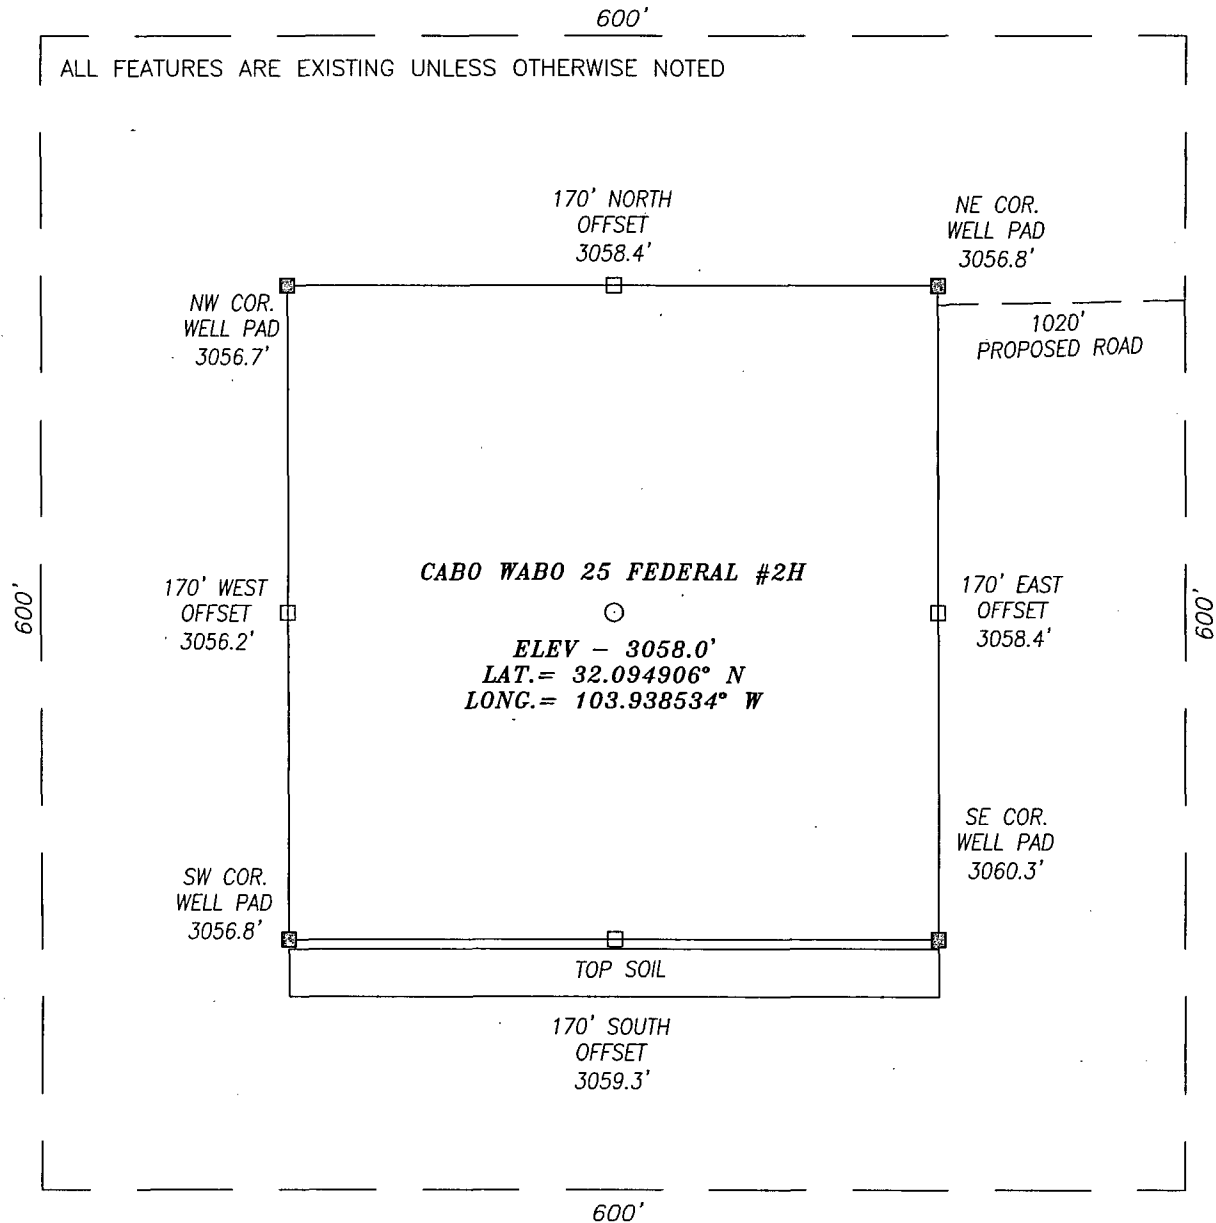 600'
ALL FEATURES ARE EXISTING UNLESS OTHERWISE NOTED
170' NORTH
OFFSET
3058.4'
NE COR.
WELL PAD
3056.8'
NW COR.
WELL PAD
3056.7'
1020'
PROPOSED ROAD
600'
170' WEST
OFFSET
3056.2'
CABO WABO 25 FEDERAL #2H
ELEV - 3058.0'
LAT.= 32.094906° N
LONG.= 103.938534° W
170' EAST
OFFSET
3058.4'
600'
SW COR.
WELL PAD
3056.8'
SE COR.
WELL PAD
3060.3'
TOP SOIL
170' SOUTH
OFFSET
3059.3'
600'